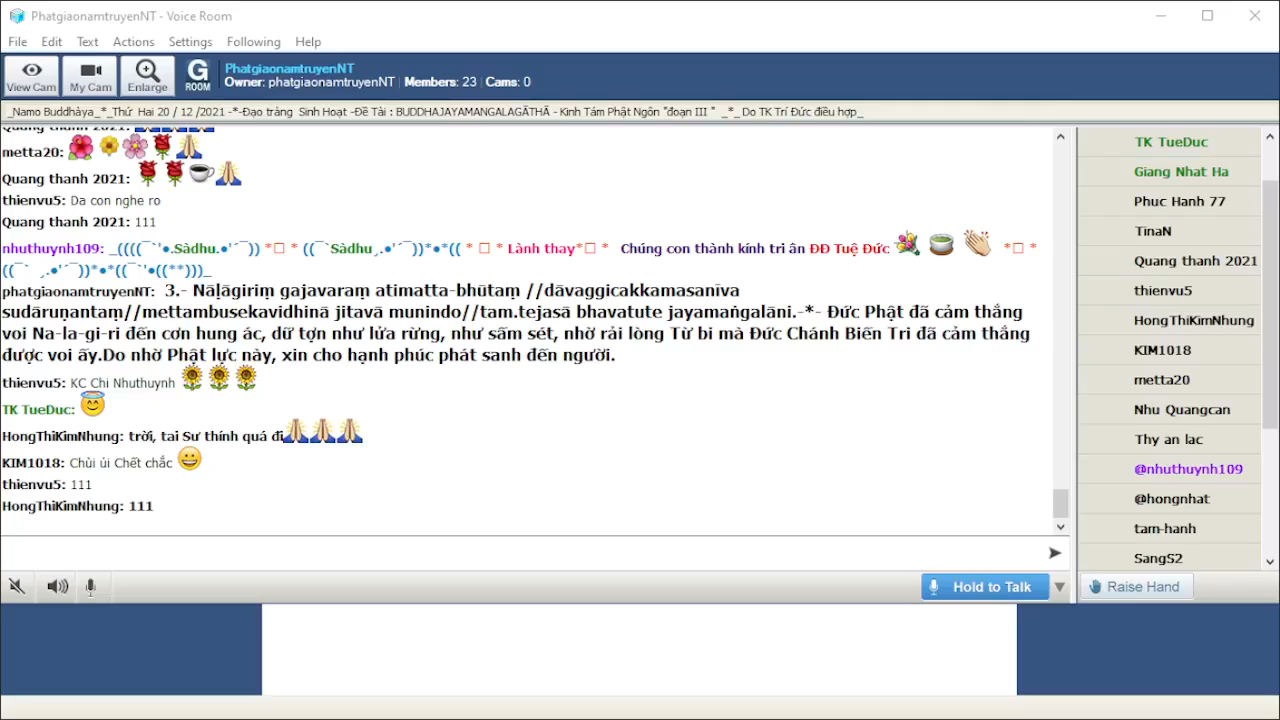 PhatgiaonamtruyenNT - Voice Room
File Edit Text Actions Settings Following Help
View Cam My Cam Enlarge G ROOM
PhatgiaonamtruyenNT
Owner: phatgiaonamtruyenNT Members: 23 Cams: 0
_Namo Buddhàya_*_Thứ Hai 20 / 12 /2021 -*-Đạo tràng Sinh Hoạt -Đề Tài : BUDDHAJAYAMANGALAGĀTHĀ - Kinh Tám Phật Ngôn "đoạn III " _*_ Do TK Trí Đức điều hợp_
Quang thanh 2021:
metta20:
Quang thanh 2021:
thienvu5: Da con nghe ro
Quang thanh 2021: 111
nhuthuynh109: _((((¯`'•.Sàdhu.•'´¯)) *□ * ((¯`Sàdhu¸.•'´¯))*•*(( * □ * Lành thay*□ * Chúng con thành kính tri ân ĐĐ Tuệ Đức *□ *
((¯` ¸.•'´¯))*•*((¯`'•((**)))_
phatgiaonamtruyenNT: 3.- Nāḷāgiriṃ gajavaraṃ atimatta-bhūtaṃ //dāvaggicakkamasanīva
sudāruṇantaṃ//mettambusekavidhinā jitavā munindo//tam.tejasā bhavatute jayamaṅgalāni.-*- Đức Phật đã cảm thắng
voi Na-la-gi-ri đến cơn hung ác, dữ tợn như lửa rừng, như sấm sét, nhờ rải lòng Từ bi mà Đức Chánh Biến Tri đã cảm thắng
được voi ấy.Do nhờ Phật lực này, xin cho hạnh phúc phát sanh đến người.
thienvu5: KC Chi Nhuthuynh
TK TueDuc:
HongThiKimNhung: trời, tai Sư thính quá đi
KIM1018: Chùi úi Chết chắc
thienvu5: 111
HongThiKimNhung: 111
TK TueDuc
Giang Nhat Ha
Phuc Hanh 77
TinaN
Quang thanh 2021
thienvu5
HongThiKimNhung
KIM1018
metta20
Nhu Quangcan
Thy an lac
@nhuthuynh109
@hongnhat
tam-hanh
SangS2
Hold to Talk
Raise Hand